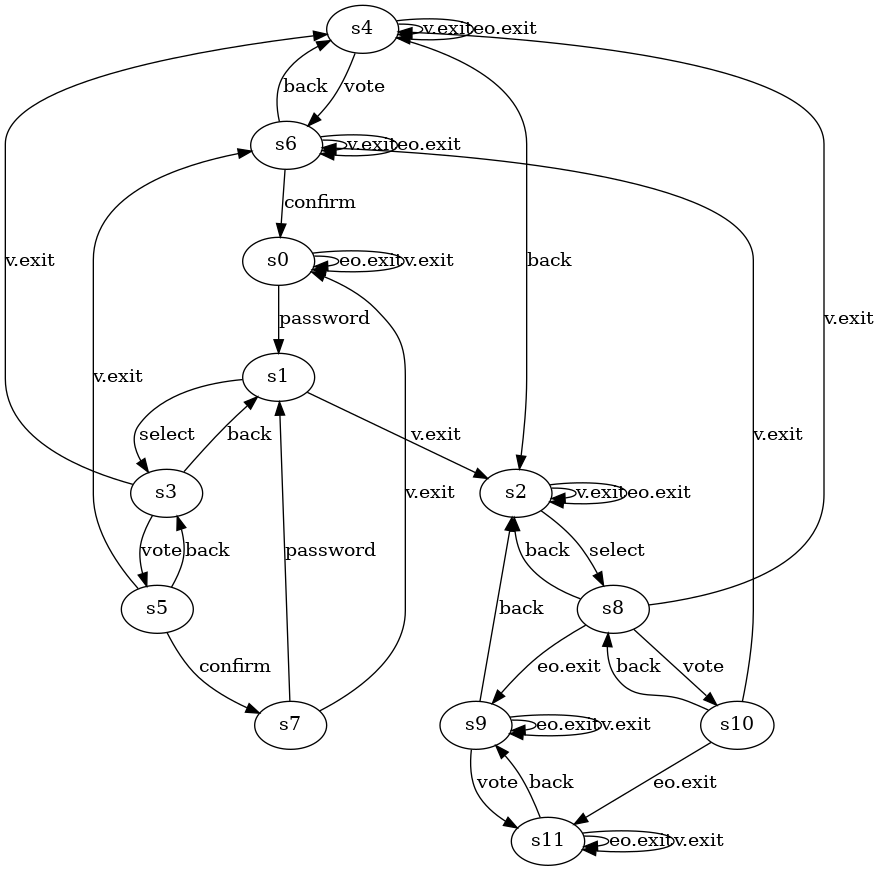 s4
v.exit
eo.exit
back
vote
s6
v.exit
eo.exit
confirm
s0
eo.exit
v.exit
v.exit
back
password
v.exit
s1
v.exit
select
back
v.exit
v.exit
s3
v.exit
s2
v.exit
eo.exit
vote
back
password
back
select
s5
back
s8
confirm
eo.exit
back
vote
s7
s9
eo.exit
v.exit
s10
vote
back
eo.exit
s11
eo.exit
v.exit